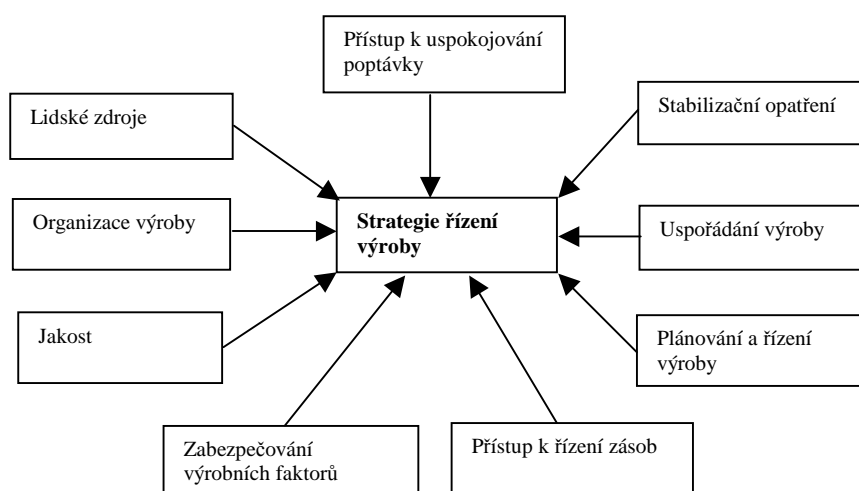 Přístup k uspokojování
poptávky
Lidské zdroje
Stabilizační opatření
Organizace výroby
Strategie řízení
výroby
Uspořádání výroby
Jakost
Plánování a řízení
výroby
Zabezpečování
výrobních faktorů
Přístup k řízení zásob